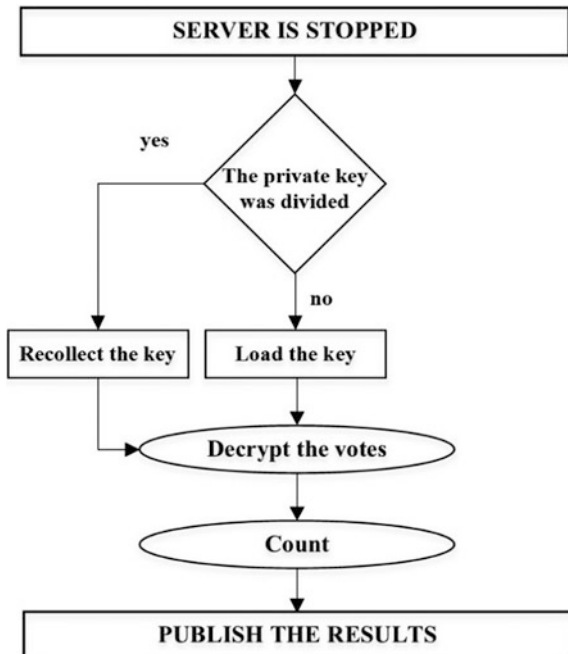 SERVER IS STOPPED
yes
The private key
was divided
no
Recollect the key
Load the key
Decrypt the votes
Count
PUBLISH THE RESULTS